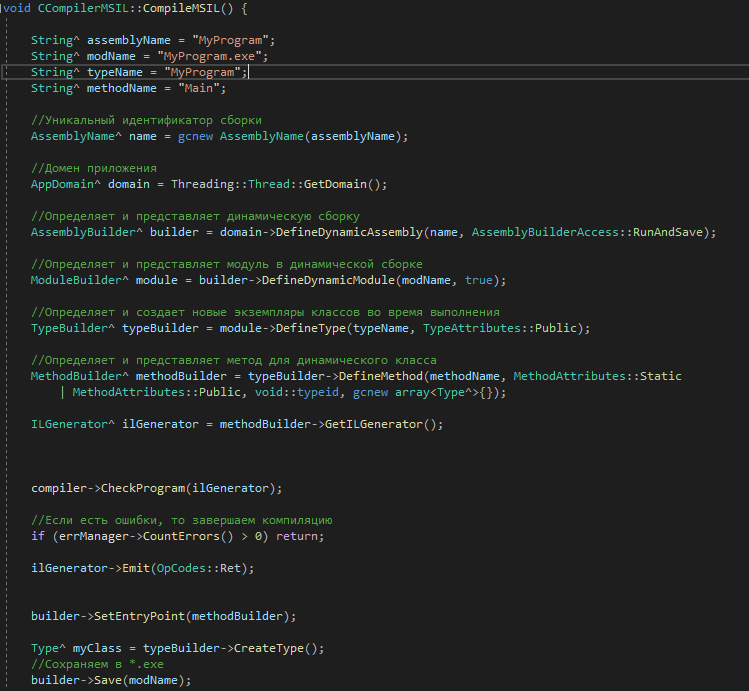 void CCompilerMSIL::CompileMSIL() {
String^ assemblyName = "MyProgram";
String^ modName = "MyProgram.exe";
String^ typeName = "MyProgram";
String^ methodName = "Main";
//Уникальный идентификатор сборки
AssemblyName^ name = gcnew AssemblyName(assemblyName);
//Домен приложения
AppDomain^ domain = Threading::Thread::GetDomain();
//Определяет и представляет динамическую сборку
AssemblyBuilder^ builder = domain->DefineDynamicAssembly(name, AssemblyBuilderAccess::RunAndSave);
//Определяет и представляет модуль в динамической сборке
ModuleBuilder^ module = builder->DefineDynamicModule(modName, true);
//Определяет и создает новые экземпляры классов во время выполнения
TypeBuilder^ typeBuilder = module->DefineType(typeName, TypeAttributes::Public);
//Определяет и представляет метод для динамического класса
MethodBuilder^ methodBuilder = typeBuilder->DefineMethod(methodName, MethodAttributes::Static
| MethodAttributes::Public, void::typeid, gcnew array<Type^>{});
ILGenerator^ ilGenerator = methodBuilder->GetILGenerator();
compiler->CheckProgram(ilGenerator);
//Если есть ошибки, то завершаем компиляцию
if (errManager->CountErrors() > 0) return;
ilGenerator->Emit(OpCodes::Ret);
builder->SetEntryPoint(methodBuilder);
Type^ myClass = typeBuilder->CreateType();
//Сохраняем в *.exe
builder->Save(modName);